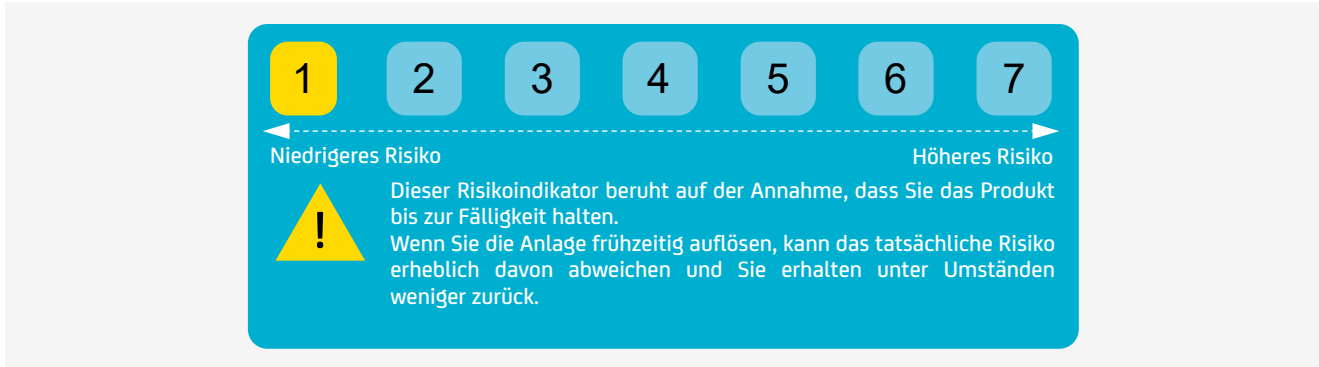 1 2 3 4 5 6 7
Niedrigeres Risiko Höheres Risiko
Dieser Risikoindikator beruht auf der Annahme, dass Sie das Produkt
bis zur Fälligkeit halten.
!
Wenn Sie die Anlage frühzeitig auflösen, kann das tatsächliche Risiko
erheblich davon abweichen und Sie erhalten unter Umständen
weniger zurück.